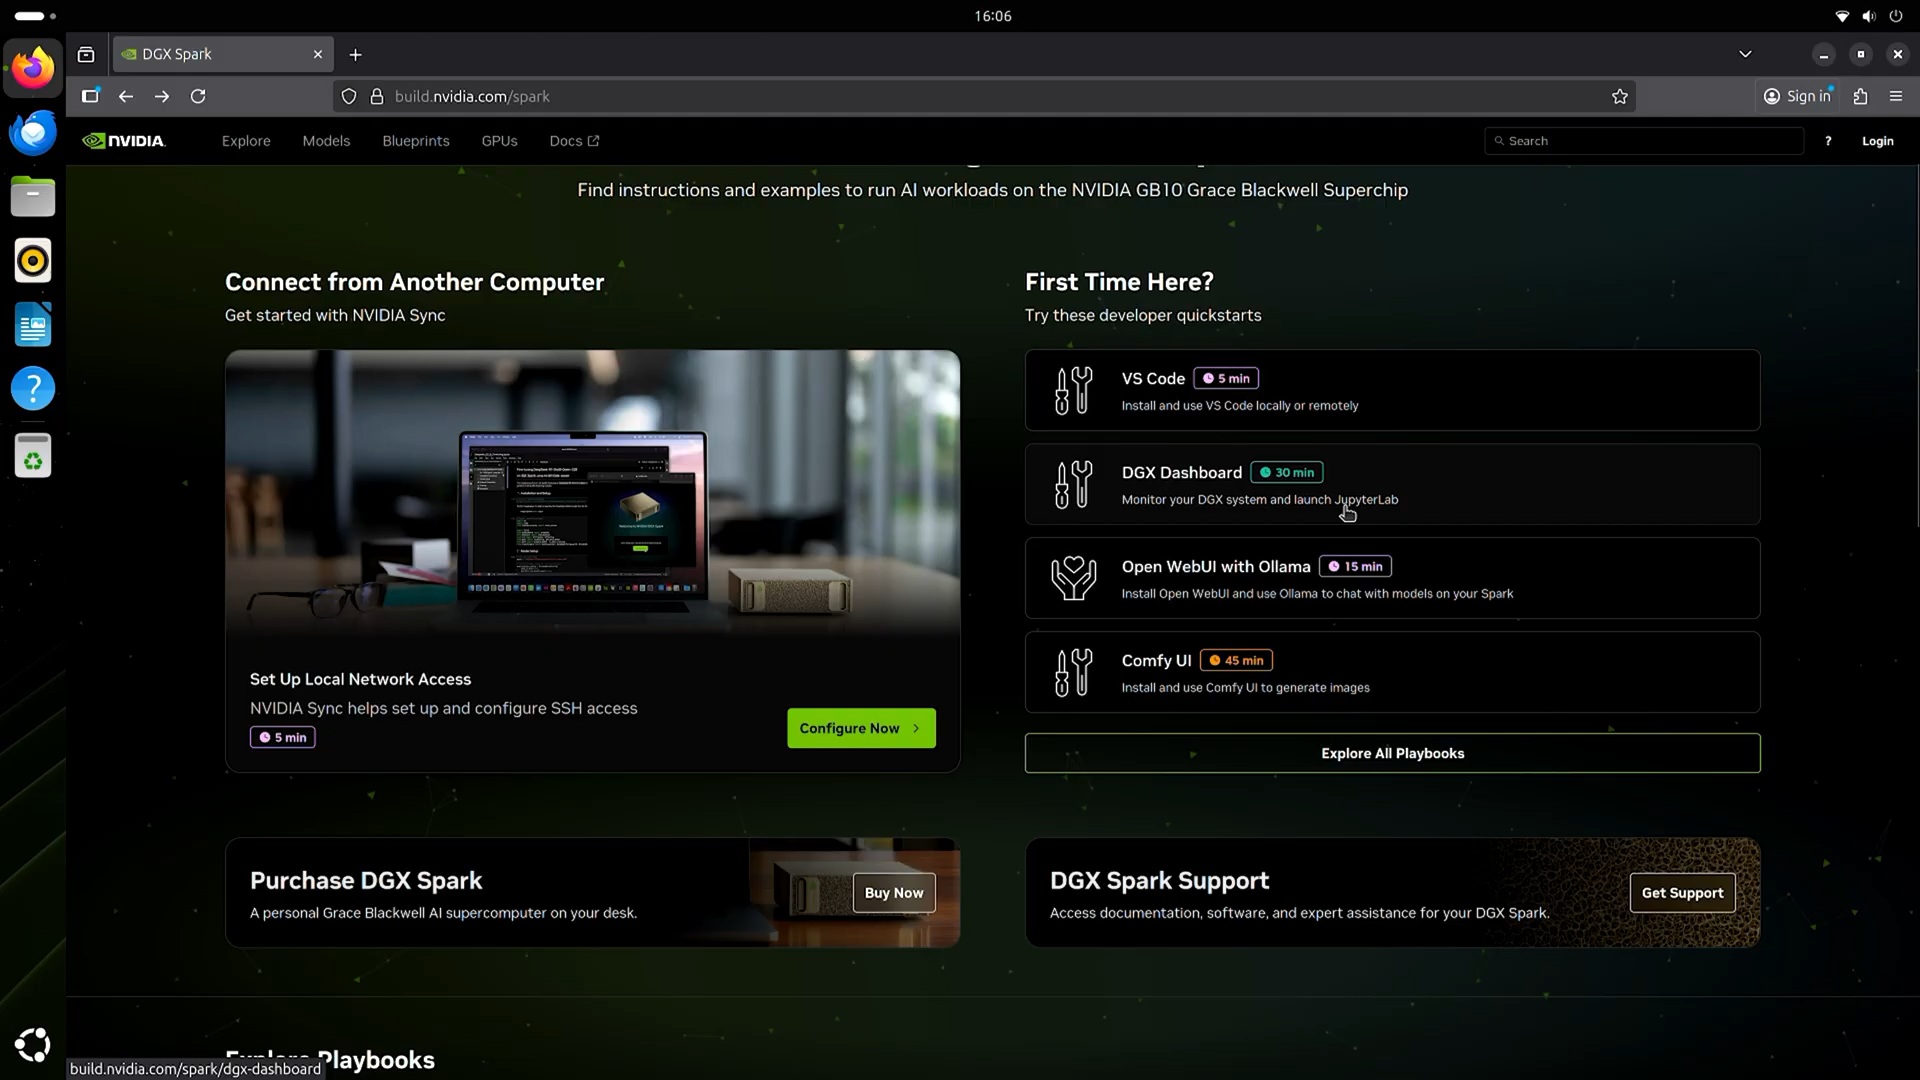 16:06
DGX Spark
build.nvidia.com/spark
Sign in
NVIDIA
Explore
Models
Blueprints
GPUs
Docs
Search
?
Login
Find instructions and examples to run AI workloads on the NVIDIA GB10 Grace Blackwell Superchip
Connect from Another Computer
Get started with NVIDIA Sync
Set Up Local Network Access
NVIDIA Sync helps set up and configure SSH access
5 min
Configure Now
First Time Here?
Try these developer quickstarts
VS Code 5 min
Install and use VS Code locally or remotely
DGX Dashboard 30 min
Monitor your DGX system and launch JupyterLab
Open WebUI with Ollama 15 min
Install Open WebUI and use Ollama to chat with models on your Spark
Comfy UI 45 min
Install and use Comfy UI to generate images
Explore All Playbooks
Purchase DGX Spark
A personal Grace Blackwell AI supercomputer on your desk.
Buy Now
DGX Spark Support
Access documentation, software, and expert assistance for your DGX Spark.
Get Support
Explore Playbooks
build.nvidia.com/spark/dgx-dashboard